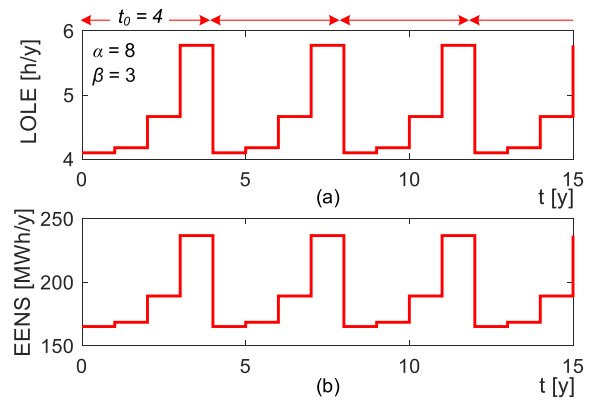 t0 = 4
6
α = 8
β = 3
LOLE [h/y]
5
4
0 5 10 15
(a)
t [y]
250
EENS [MWh/y]
200
150
0 5 10 15
(b)
t [y]